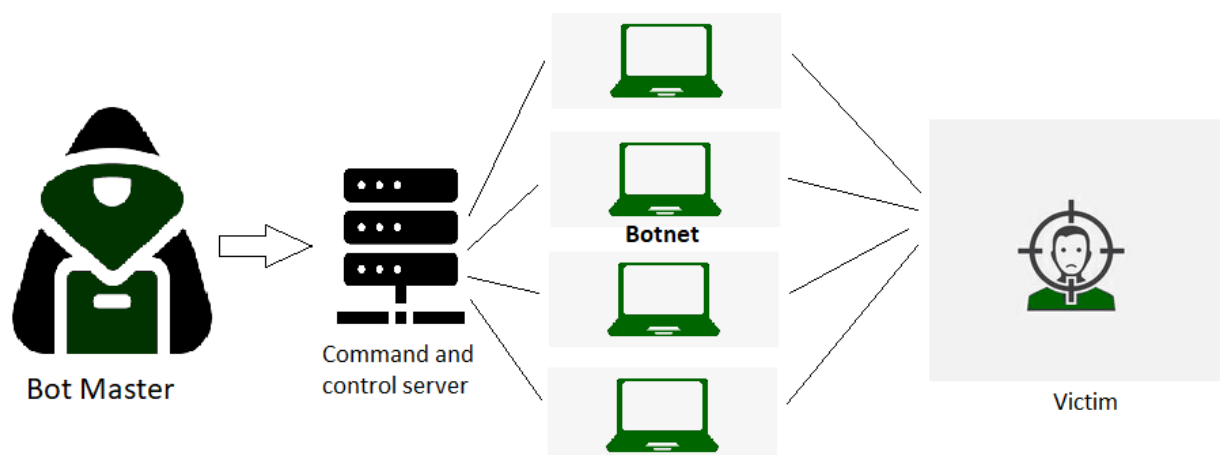 Botnet
Bot Master
Command and
control server
Victim